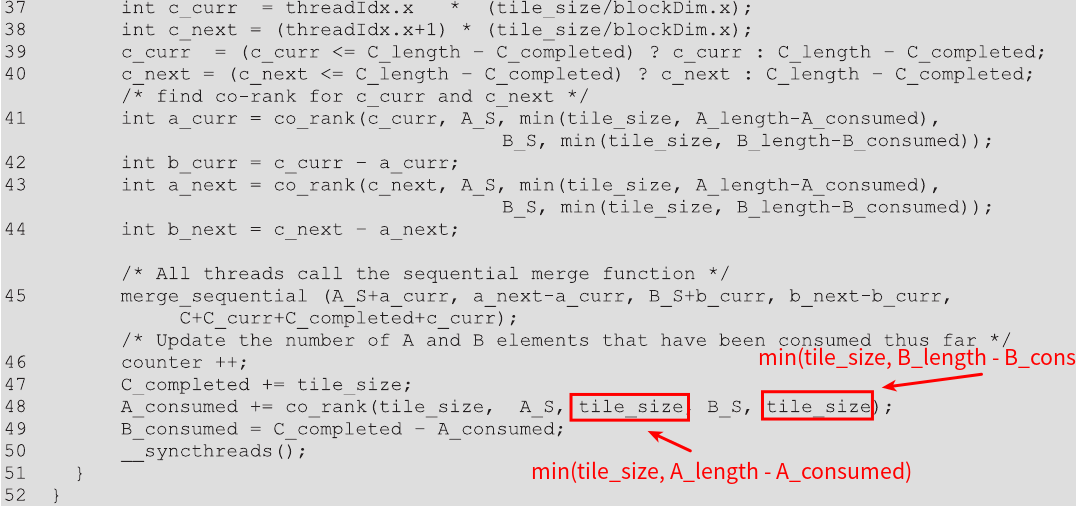 37 int c_curr = threadIdx.x * (tile_size/blockDim.x);
38 int c_next = (threadIdx.x+1) * (tile_size/blockDim.x);
39 c_curr = (c_curr <= C_length - C_completed) ? c_curr : C_length - C_completed;
40 c_next = (c_next <= C_length - C_completed) ? c_next : C_length - C_completed;
/* find co-rank for c_curr and c_next */
41 int a_curr = co_rank(c_curr, A_S, min(tile_size, A_length-A_consumed),
B_S, min(tile_size, B_length-B_consumed));
42 int b_curr = c_curr - a_curr;
43 int a_next = co_rank(c_next, A_S, min(tile_size, A_length-A_consumed),
B_S, min(tile_size, B_length-B_consumed));
44 int b_next = c_next - a_next;
/* All threads call the sequential merge function */
45 merge_sequential (A_S+a_curr, a_next-a_curr, B_S+b_curr, b_next-b_curr,
C+C_curr+C_completed+c_curr);
/* Update the number of A and B elements that have been consumed thus far */
46 counter ++;
min(tile_size, B_length - B_cons
47 C_completed += tile_size;
48 A_consumed += co_rank(tile_size, A_S, tile_size, B_S, tile_size);
49 B_consumed = C_completed - A_consumed;
50 __syncthreads();
min(tile_size, A_length - A_consumed)
51 }
52 }